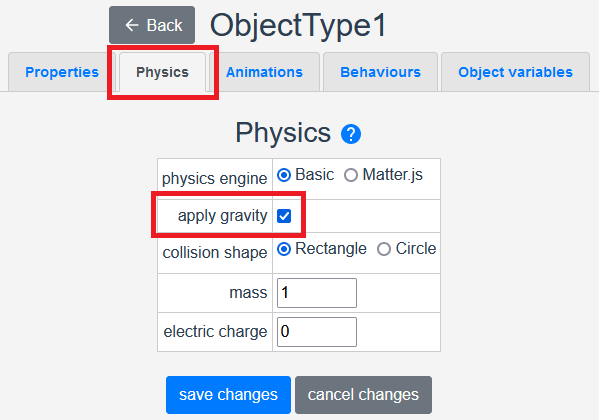 ← Back ObjectType1
Properties Physics Animations Behaviours Object variables
Physics ?
physics engine Basic Matter.js
apply gravity
collision shape Rectangle Circle
mass 1
electric charge 0
save changes cancel changes